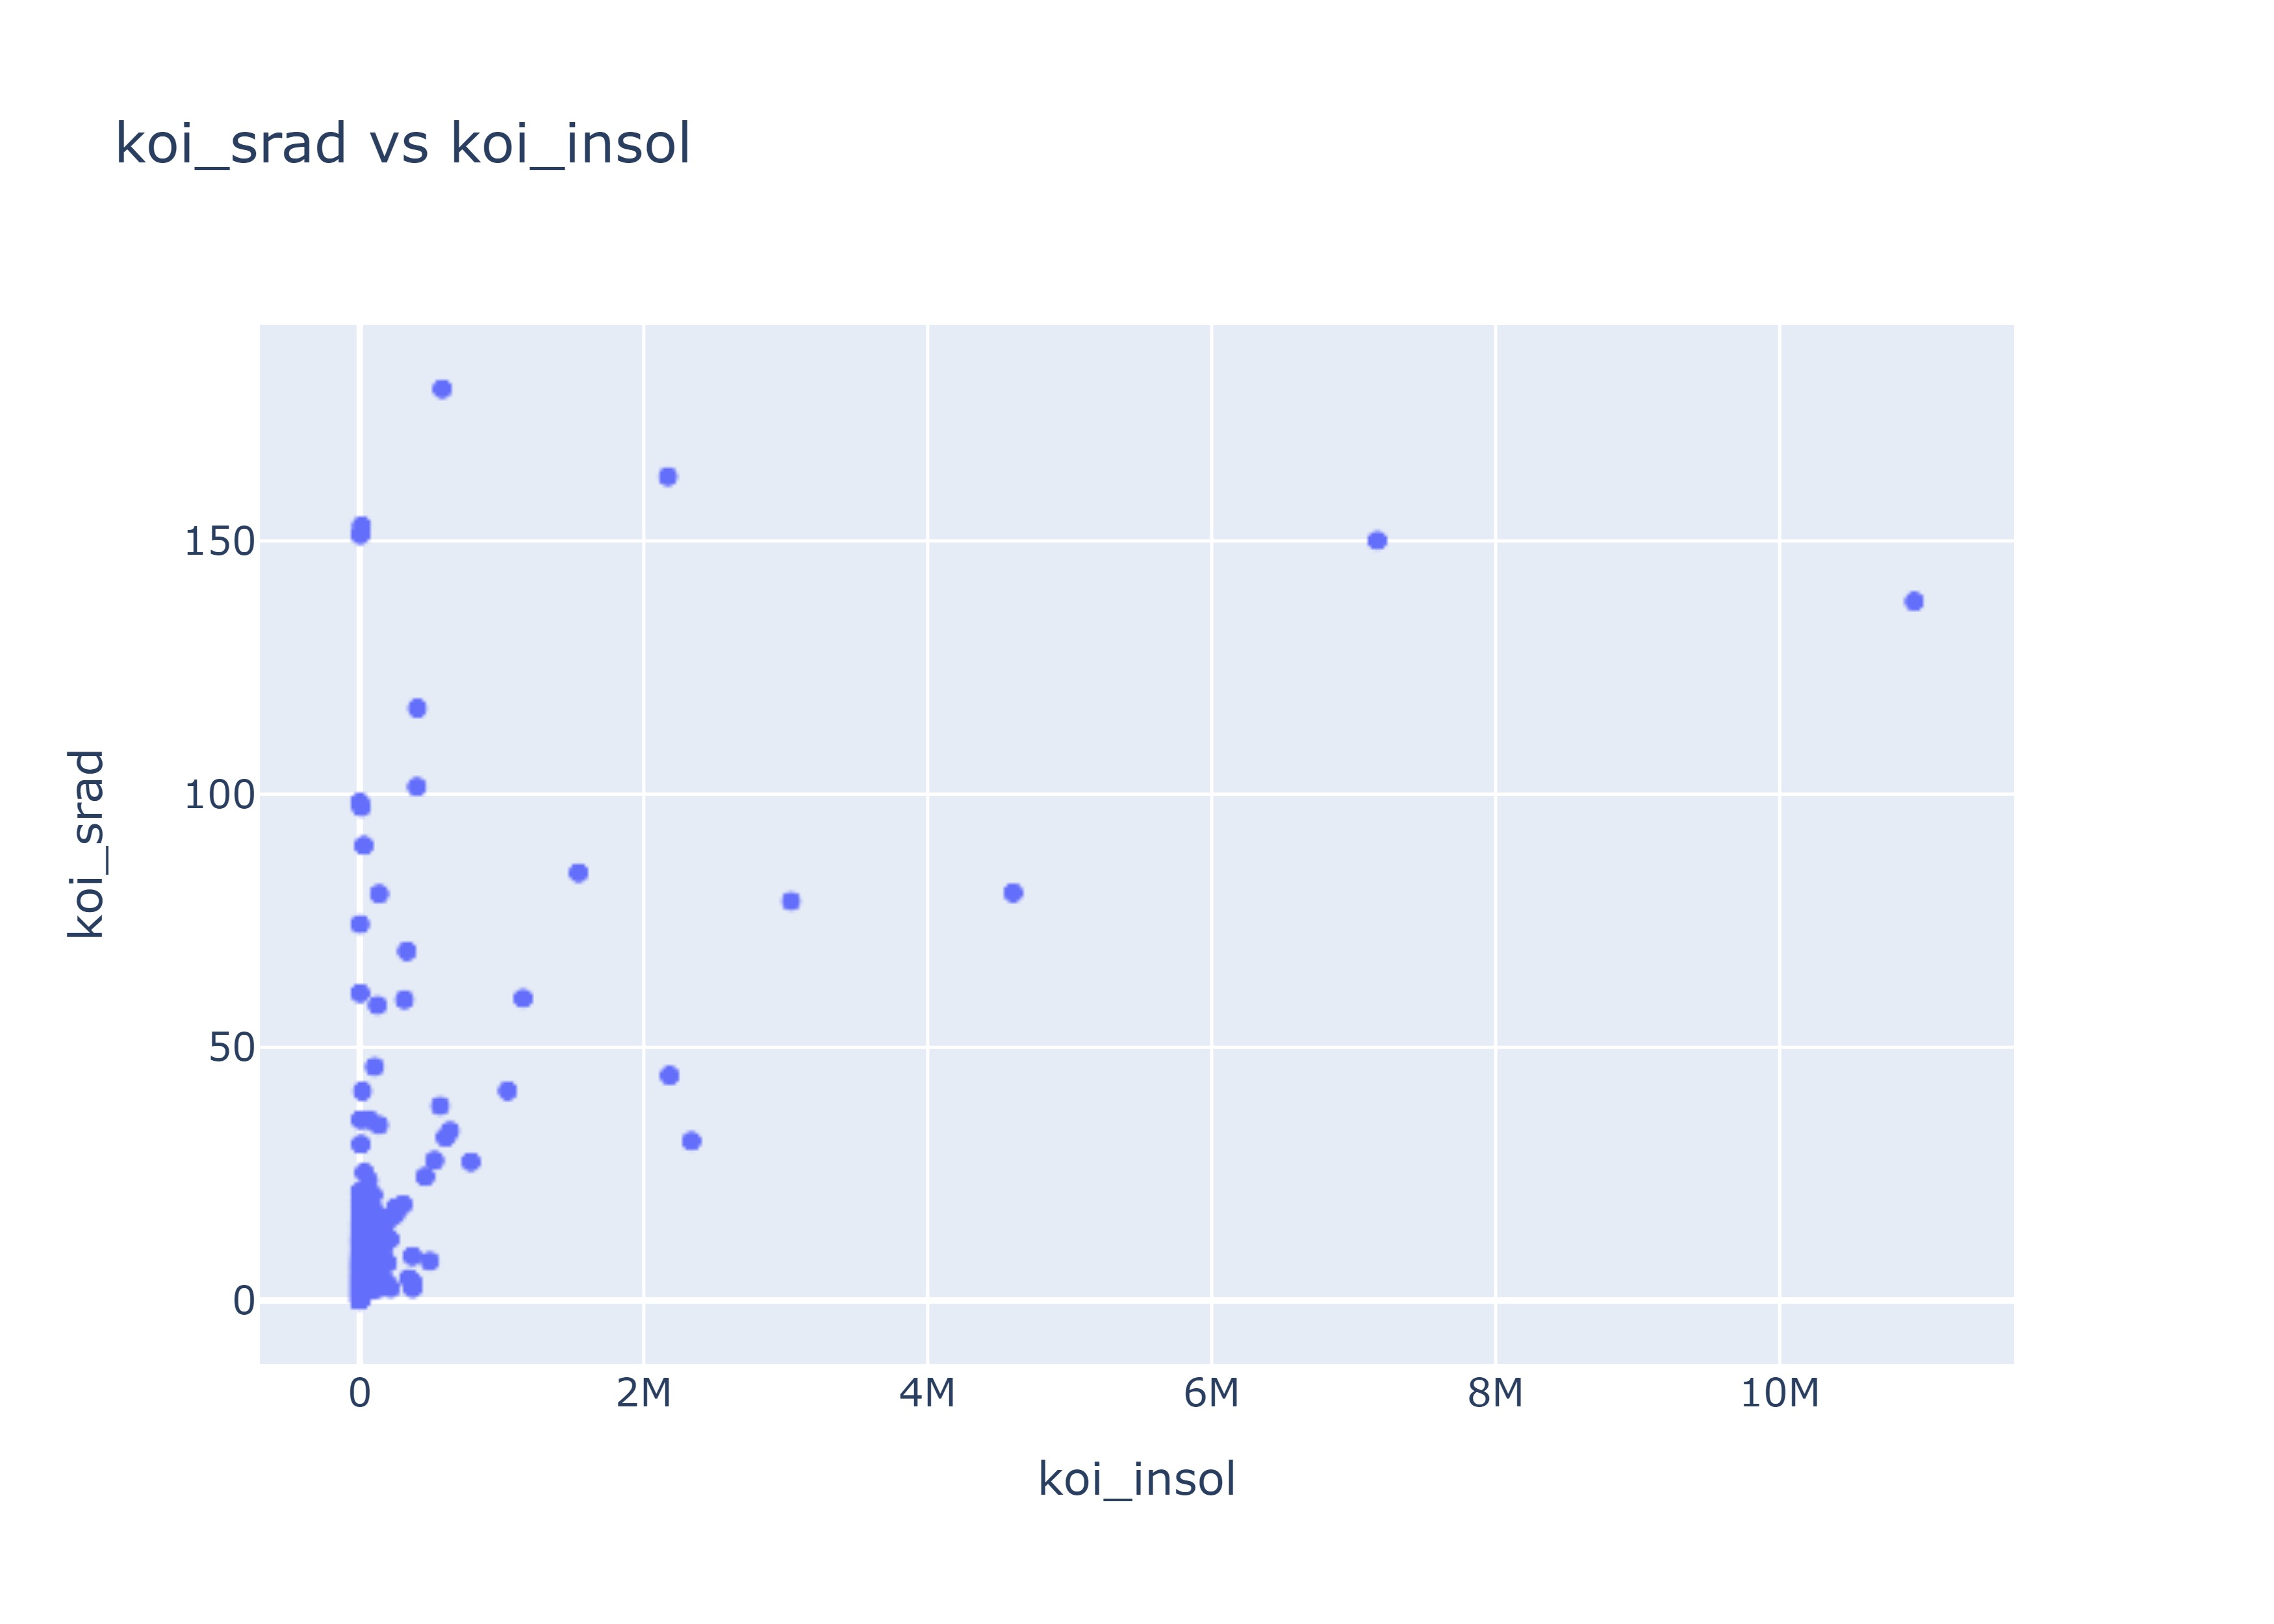 koi_srad vs koi_insol
150
100
50
0
koi_srad
0 2M 4M 6M 8M 10M
koi_insol